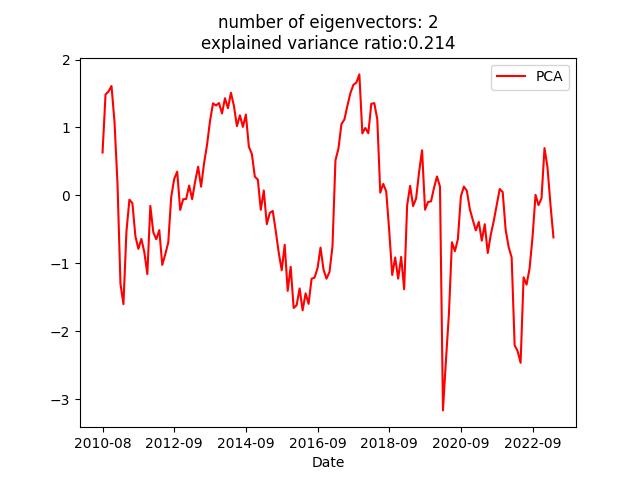 number of eigenvectors: 2
explained variance ratio:0.214
PCA
2
1
0
−1
−2
−3
2010-08 2012-09 2014-09 2016-09 2018-09 2020-09 2022-09
Date